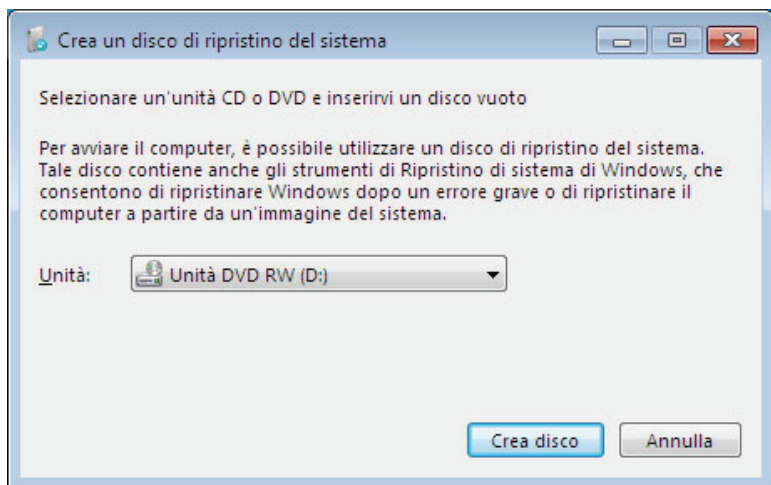 Crea un disco di ripristino del sistema
Selezionare un'unità CD o DVD e inserirvi un disco vuoto
Per avviare il computer, è possibile utilizzare un disco di ripristino del sistema.
Tale disco contiene anche gli strumenti di Ripristino di sistema di Windows, che
consentono di ripristinare Windows dopo un errore grave o di ripristinare il
computer a partire da un'immagine del sistema.
Unità: Unità DVD RW (D:)
Crea disco Annulla